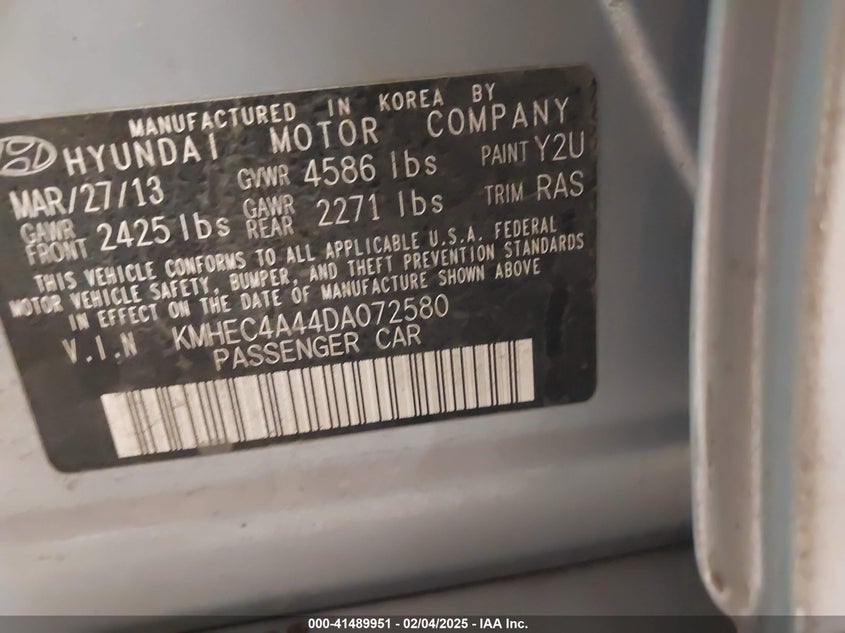 MANUFACTURED IN KOREA BY
HYUNDAI MOTOR COMPANY
MAR/27/13 GVWR 4586 lbs PAINT Y2U
GAWR FRONT 2425 lbs GAWR REAR 2271 lbs TRIM RAS
THIS VEHICLE CONFORMS TO ALL APPLICABLE U.S.A. FEDERAL
MOTOR VEHICLE SAFETY, BUMPER, AND THEFT PREVENTION STANDARDS
IN EFFECT ON THE DATE OF MANUFACTURE SHOWN ABOVE
V.I.N KMHEC4A44DA072580
PASSENGER CAR
000-41489951 - 02/04/2025 - IAA Inc.